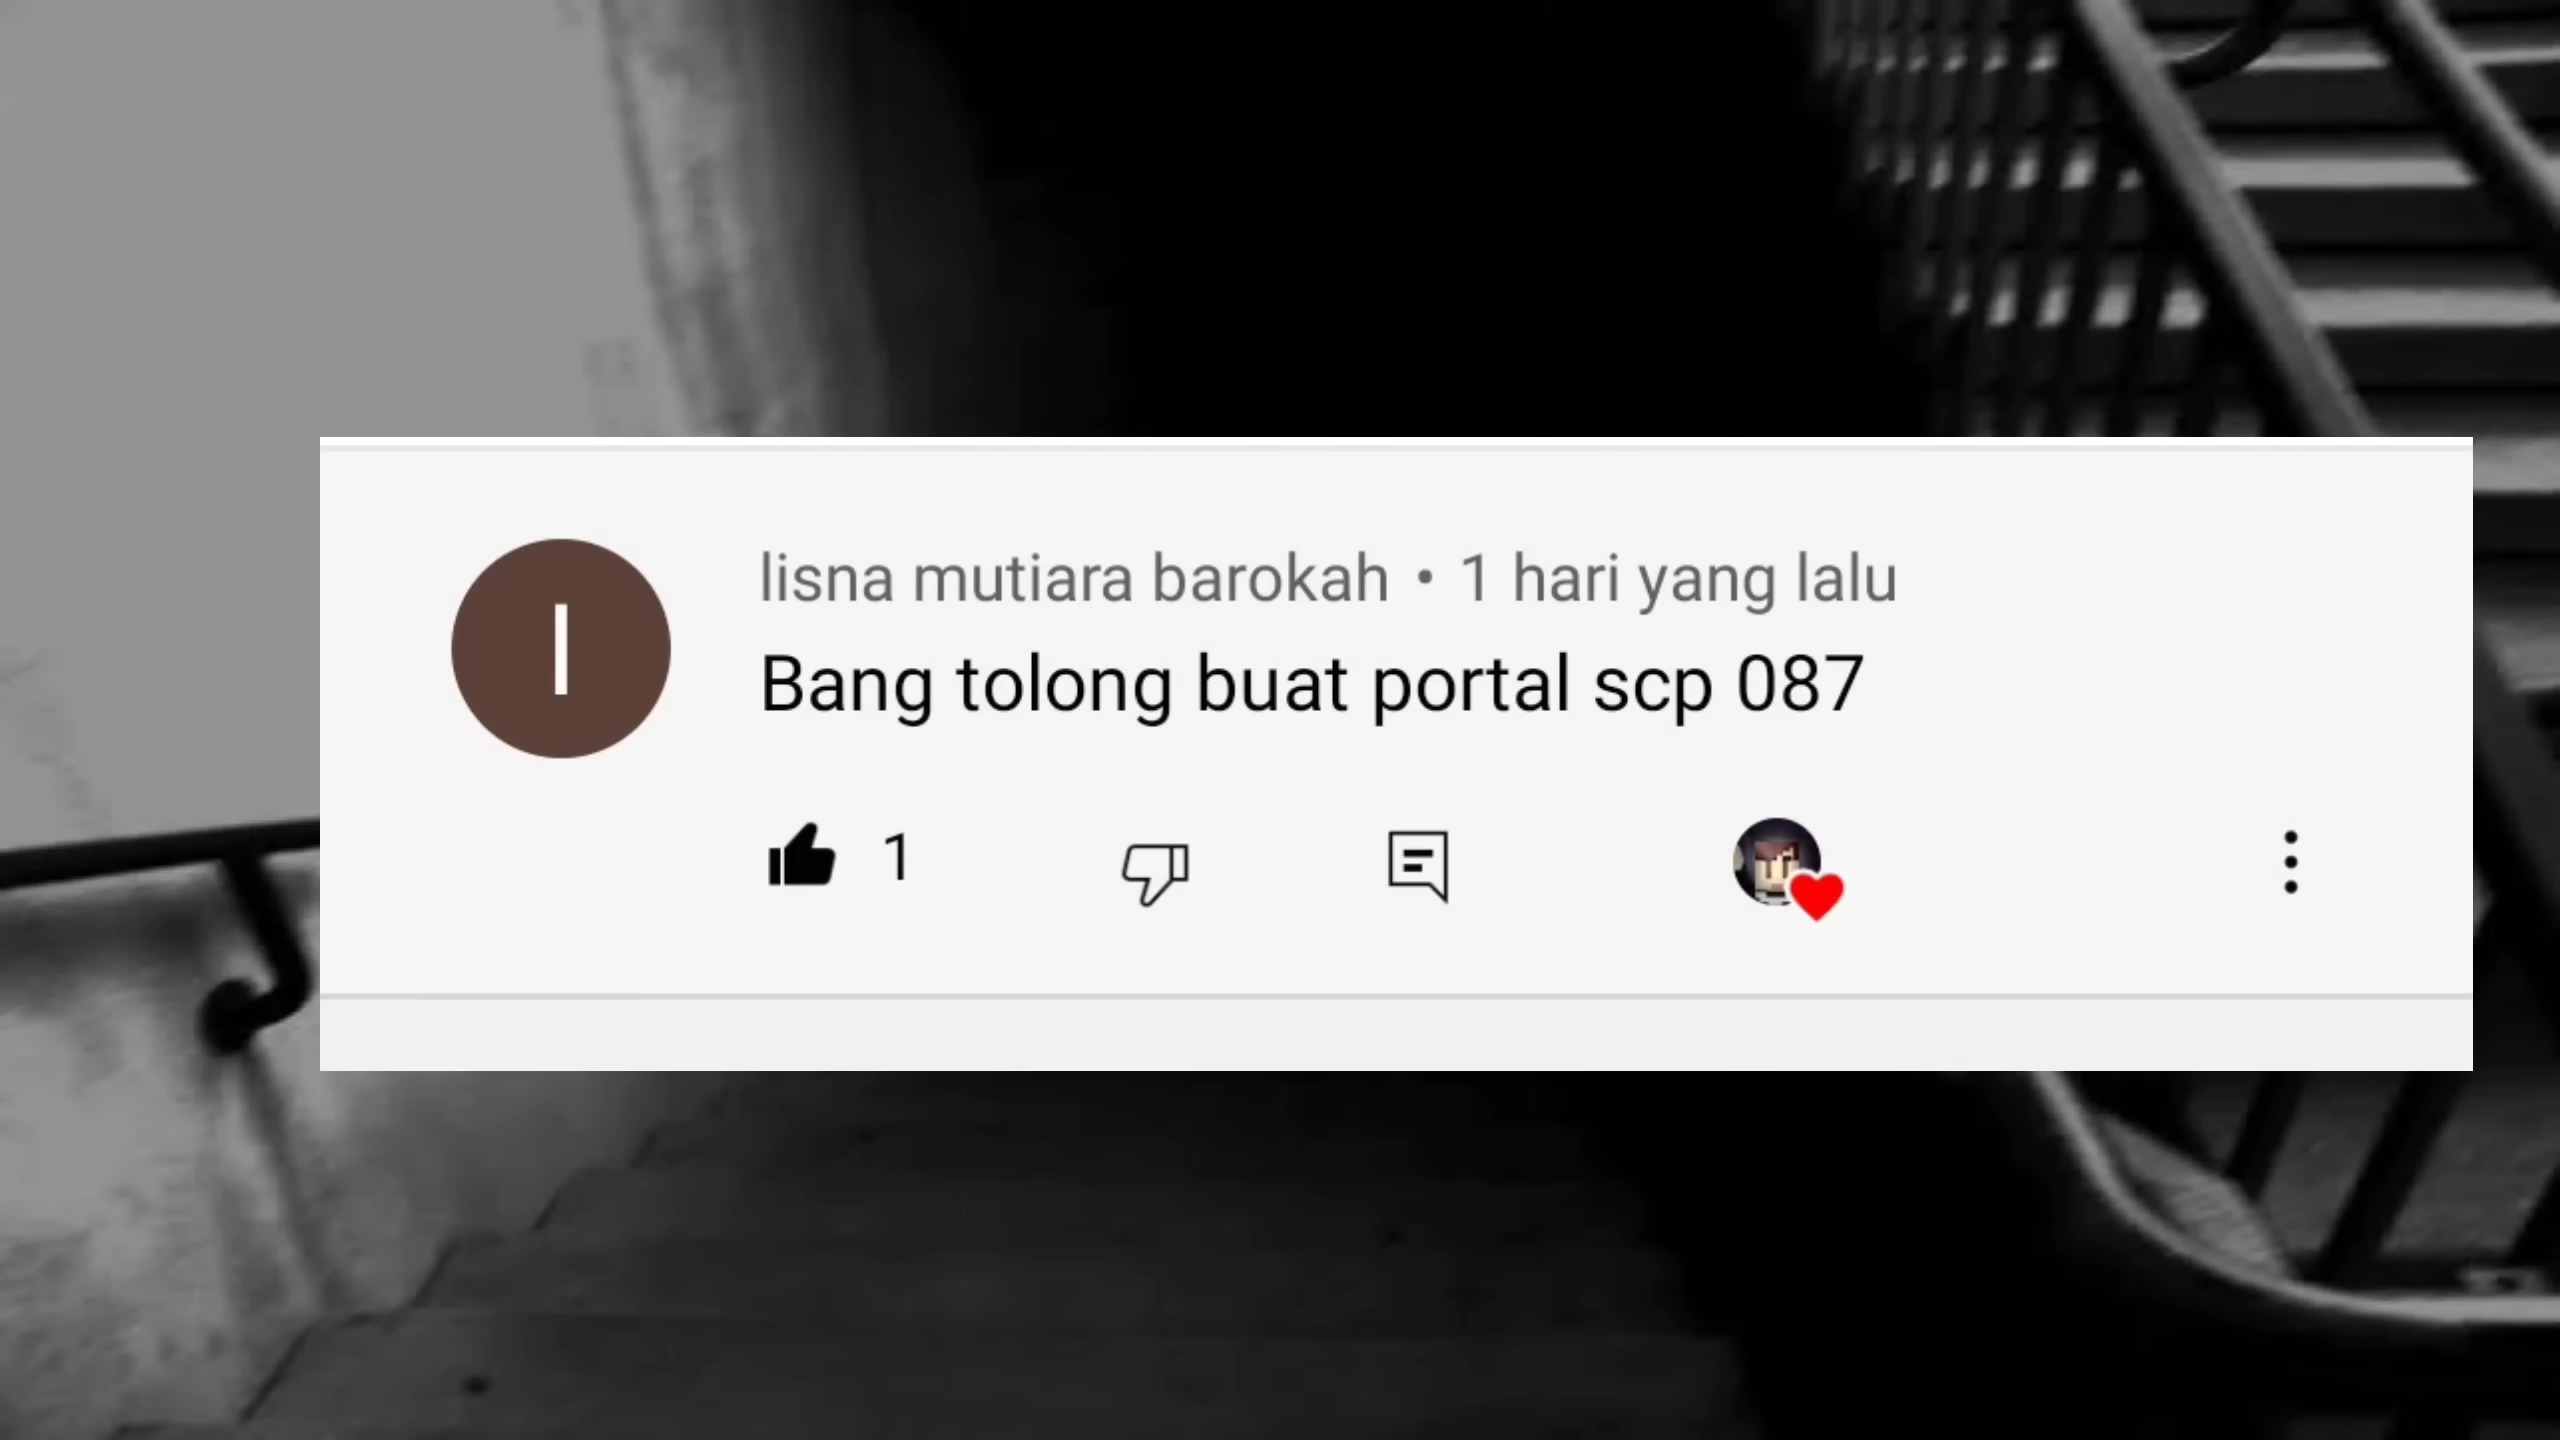 l
lisna mutiara barokah • 1 hari yang lalu
Bang tolong buat portal scp 087
1